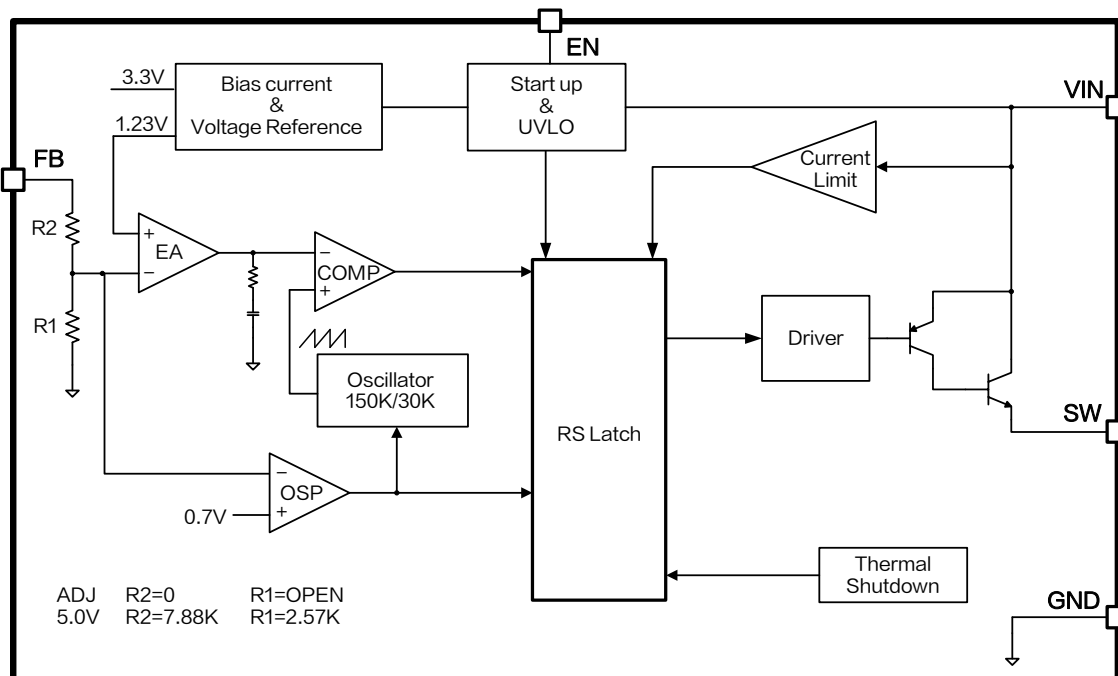 EN
3.3V
Bias current
&
Voltage Reference
Start up
&
UVLO
VIN
1.23V
FB
Current
Limit
R2
+
EA
−
−
COMP
+
R1
Driver
Oscillator
150K/30K
SW
RS Latch
−
OSP
+
0.7V
Thermal
Shutdown
ADJ R2=0 R1=OPEN
5.0V R2=7.88K R1=2.57K
GND